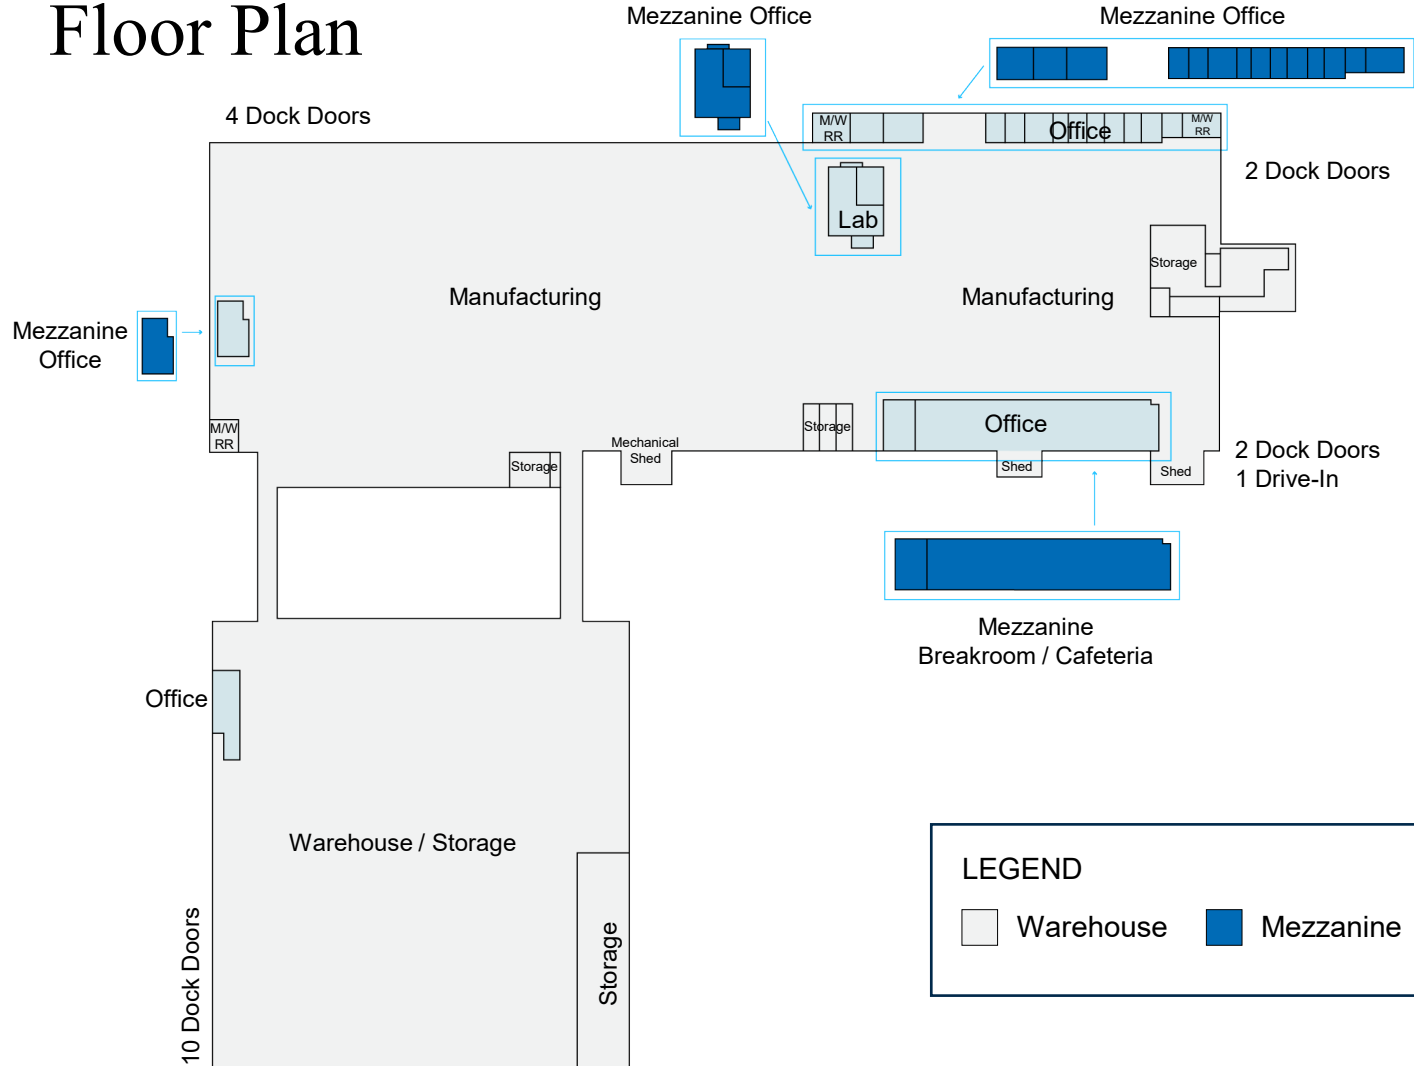 Floor Plan
Mezzanine Office
Mezzanine Office
4 Dock Doors
M/W
RR
Office
M/W
RR
2 Dock Doors
Lab
Storage
Manufacturing
Manufacturing
Mezzanine
Office
M/W
RR
Storage
Office
Mechanical
Shed
Storage
Shed
Shed
2 Dock Doors
1 Drive-In
Mezzanine
Breakroom / Cafeteria
Office
Warehouse / Storage
10 Dock Doors
Storage
LEGEND
Warehouse
Mezzanine